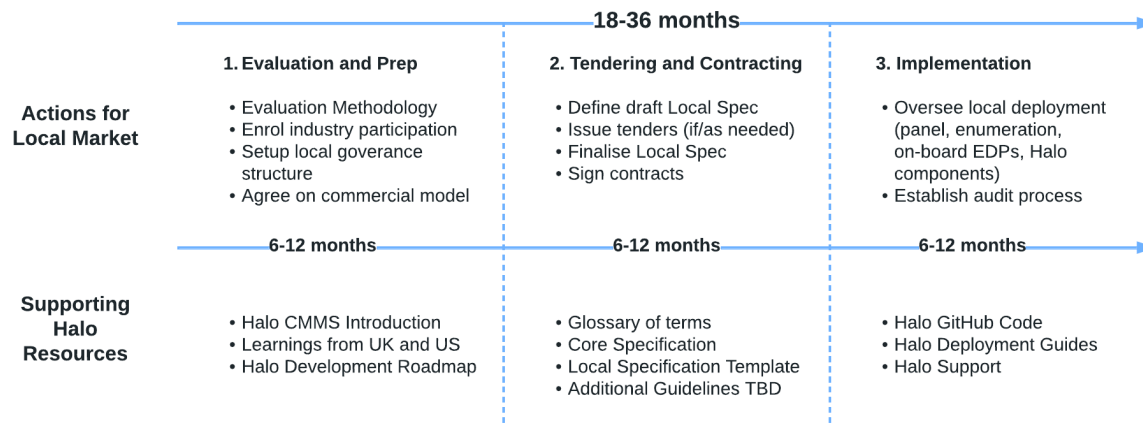 18-36 months
1. Evaluation and Prep
2. Tendering and Contracting
3. Implementation
Actions for
Local Market
• Evaluation Methodology
• Enrol industry participation
• Setup local goverance
structure
• Agree on commercial model
• Define draft Local Spec
• Issue tenders (if/as needed)
• Finalise Local Spec
• Sign contracts
• Oversee local deployment
(panel, enumeration,
on-board EDPs, Halo
components)
• Establish audit process
6-12 months
6-12 months
6-12 months
Supporting
Halo
Resources
• Halo CMMS Introduction
• Learnings from UK and US
• Halo Development Roadmap
• Glossary of terms
• Core Specification
• Local Specification Template
• Additional Guidelines TBD
• Halo GitHub Code
• Halo Deployment Guides
• Halo Support